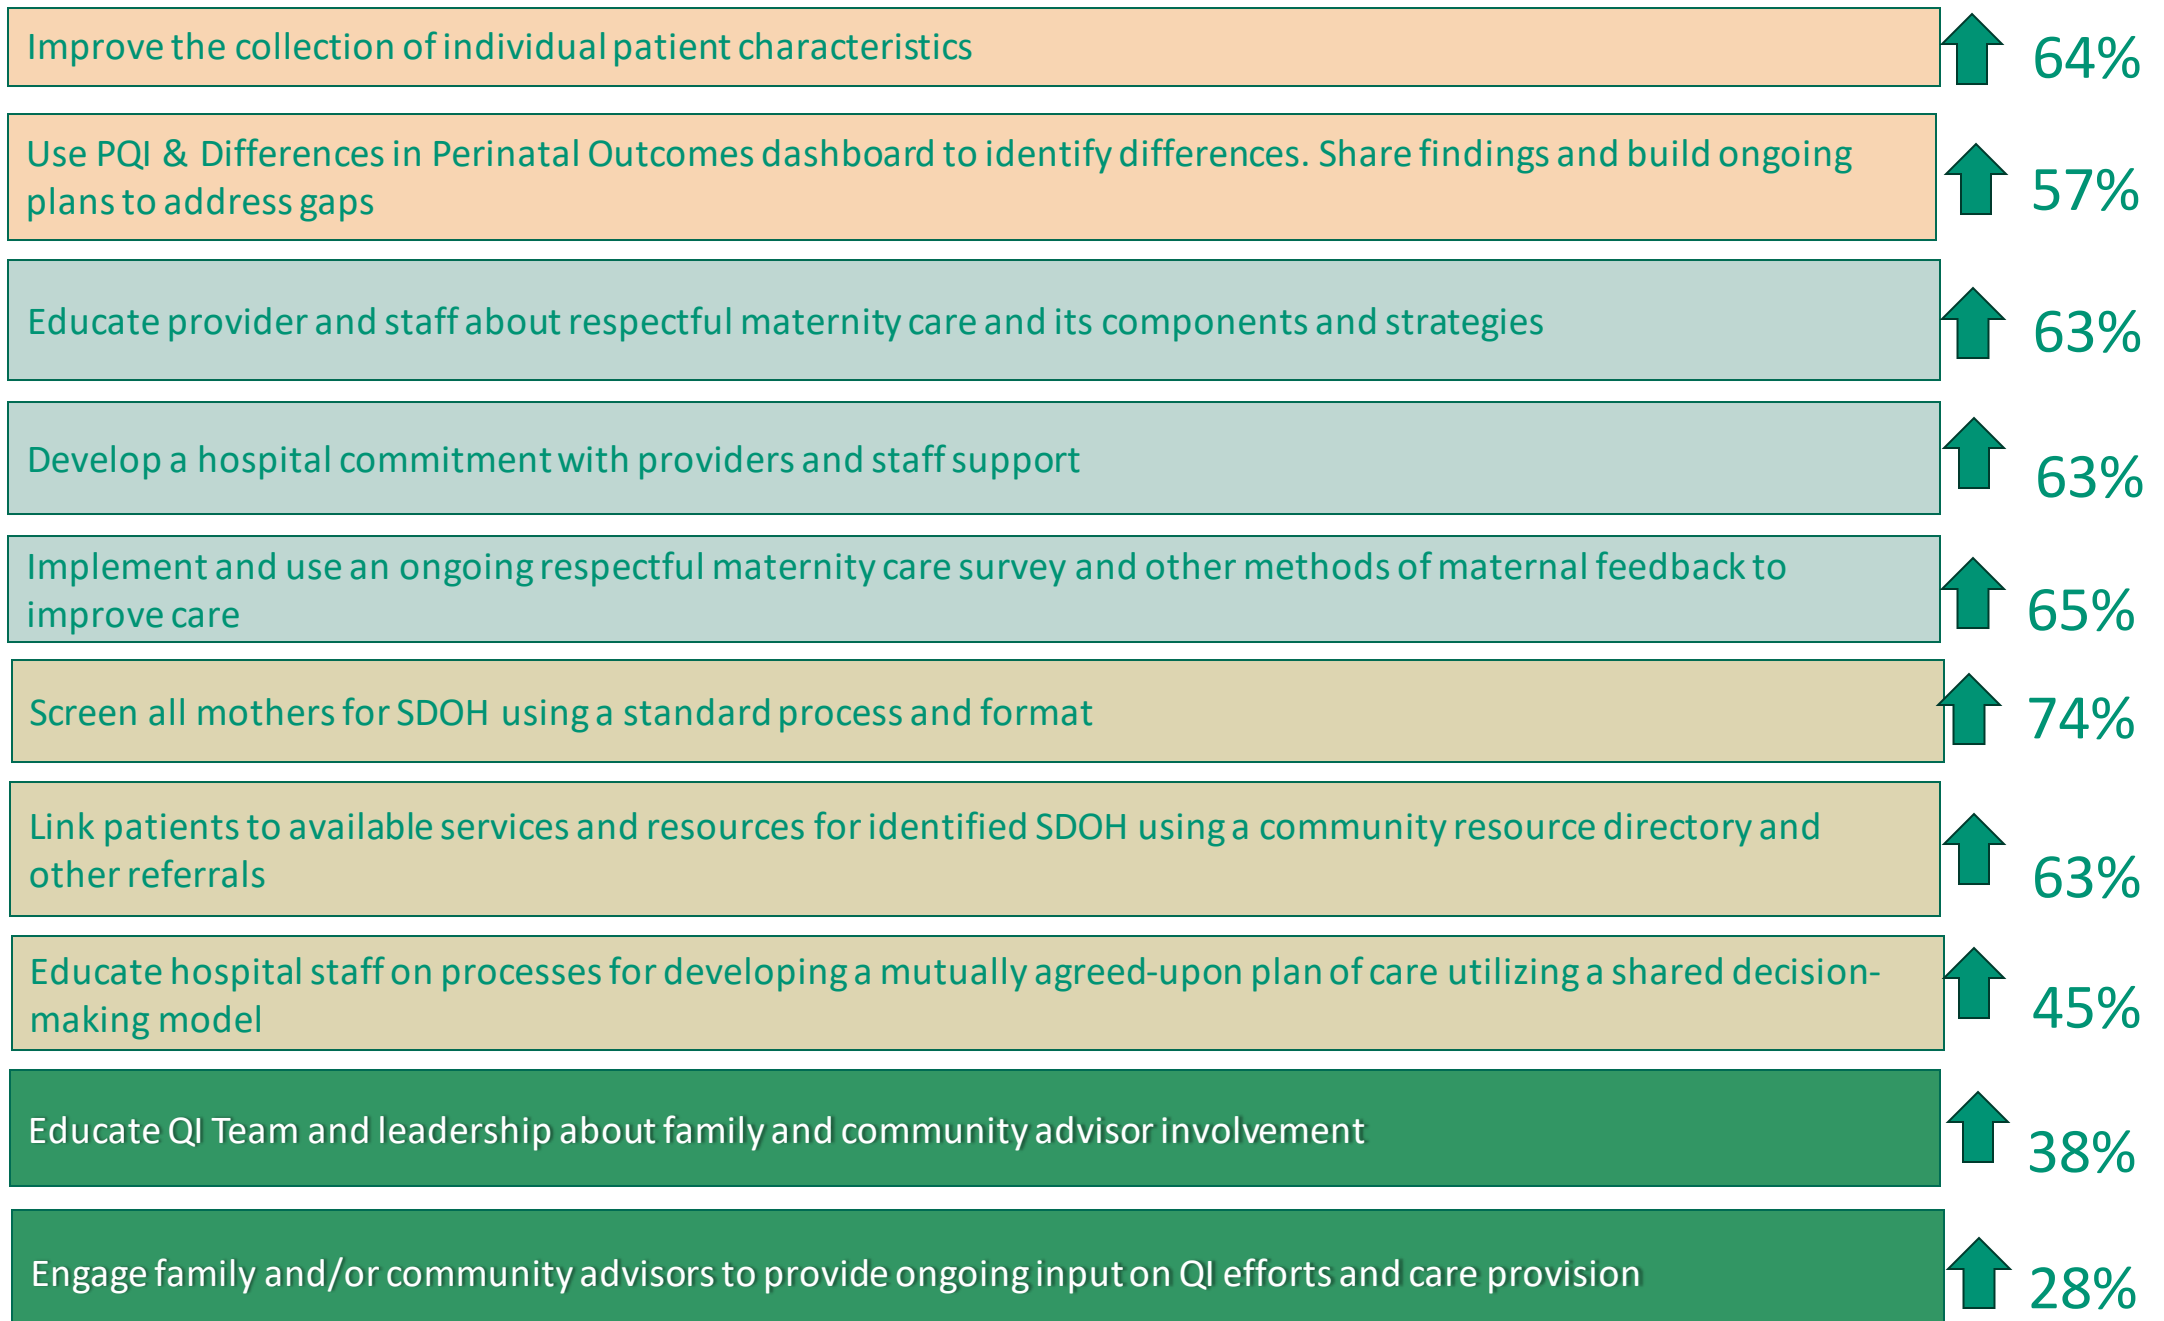 Improve the collection of individual patient characteristics
64%
Use PQI & Differences in Perinatal Outcomes dashboard to identify differences. Share findings and build ongoing
plans to address gaps
57%
Educate provider and staff about respectful maternity care and its components and strategies
63%
Develop a hospital commitment with providers and staff support
63%
Implement and use an ongoing respectful maternity care survey and other methods of maternal feedback to
improve care
65%
Screen all mothers for SDOH using a standard process and format
74%
Link patients to available services and resources for identified SDOH using a community resource directory and
other referrals
63%
Educate hospital staff on processes for developing a mutually agreed-upon plan of care utilizing a shared decision-
making model
45%
Educate QI Team and leadership about family and community advisor involvement
38%
Engage family and/or community advisors to provide ongoing input on QI efforts and care provision
28%